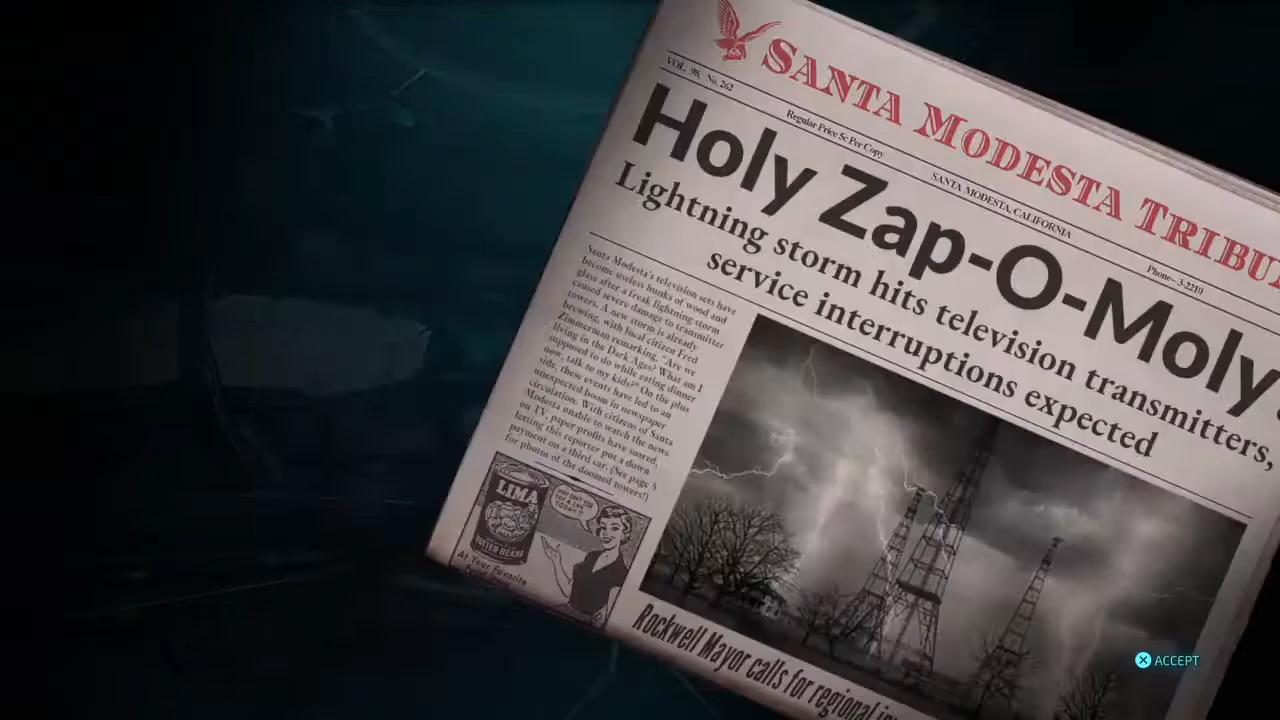 SANTA MODESTA
VOL. 98, No. 262
Regular Price 5c Per Copy
SANTA MODESTA, CALIFORNIA
Phone--3-2210
Holy Zap-O-Moly
Lightning storm hits television transmitters,
service interruptions expected
Santa Modesta's television sets have
become useless hunks of wood and
glass after a freak lightning storm
caused severe damage to transmitter
towers. A new storm is already
brewing, with local citizen Fred
Zimmerman remarking, "Are we
living in the Dark Ages? What am I
supposed to do while eating dinner
now, talk to my kids?" On the plus
side, these events have led to an
unexpected boom in newspaper
circulation. With citizens of Santa
Modesta unable to watch the news
on TV, paper profits have soared,
letting this reporter put a down
payment on a third car. (See page 3
for photos of the doomed towers!)
LIMA
At Your Favorite
Rockwell Mayor calls for regional
ACCEPT